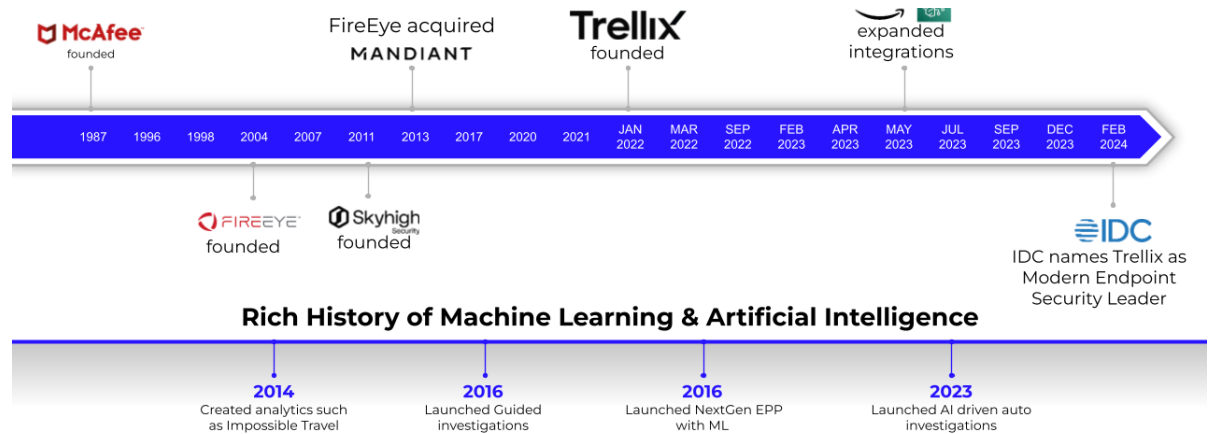 McAfee
founded
FireEye acquired
MANDIANT
Trellix
founded
expanded
integrations
1987 1996 1998 2004 2007 2011 2013 2017 2020 2021 JAN 2022 MAR 2022 SEP 2022 FEB 2023 APR 2023 MAY 2023 JUL 2023 SEP 2023 DEC 2023 FEB 2024
FIREEYE
founded
Skyhigh
Security
founded
IDC
IDC names Trellix as
Modern Endpoint
Security Leader
Rich History of Machine Learning & Artificial Intelligence
2014
Created analytics such
as Impossible Travel
2016
Launched Guided
investigations
2016
Launched NextGen EPP
with ML
2023
Launched AI driven auto
investigations